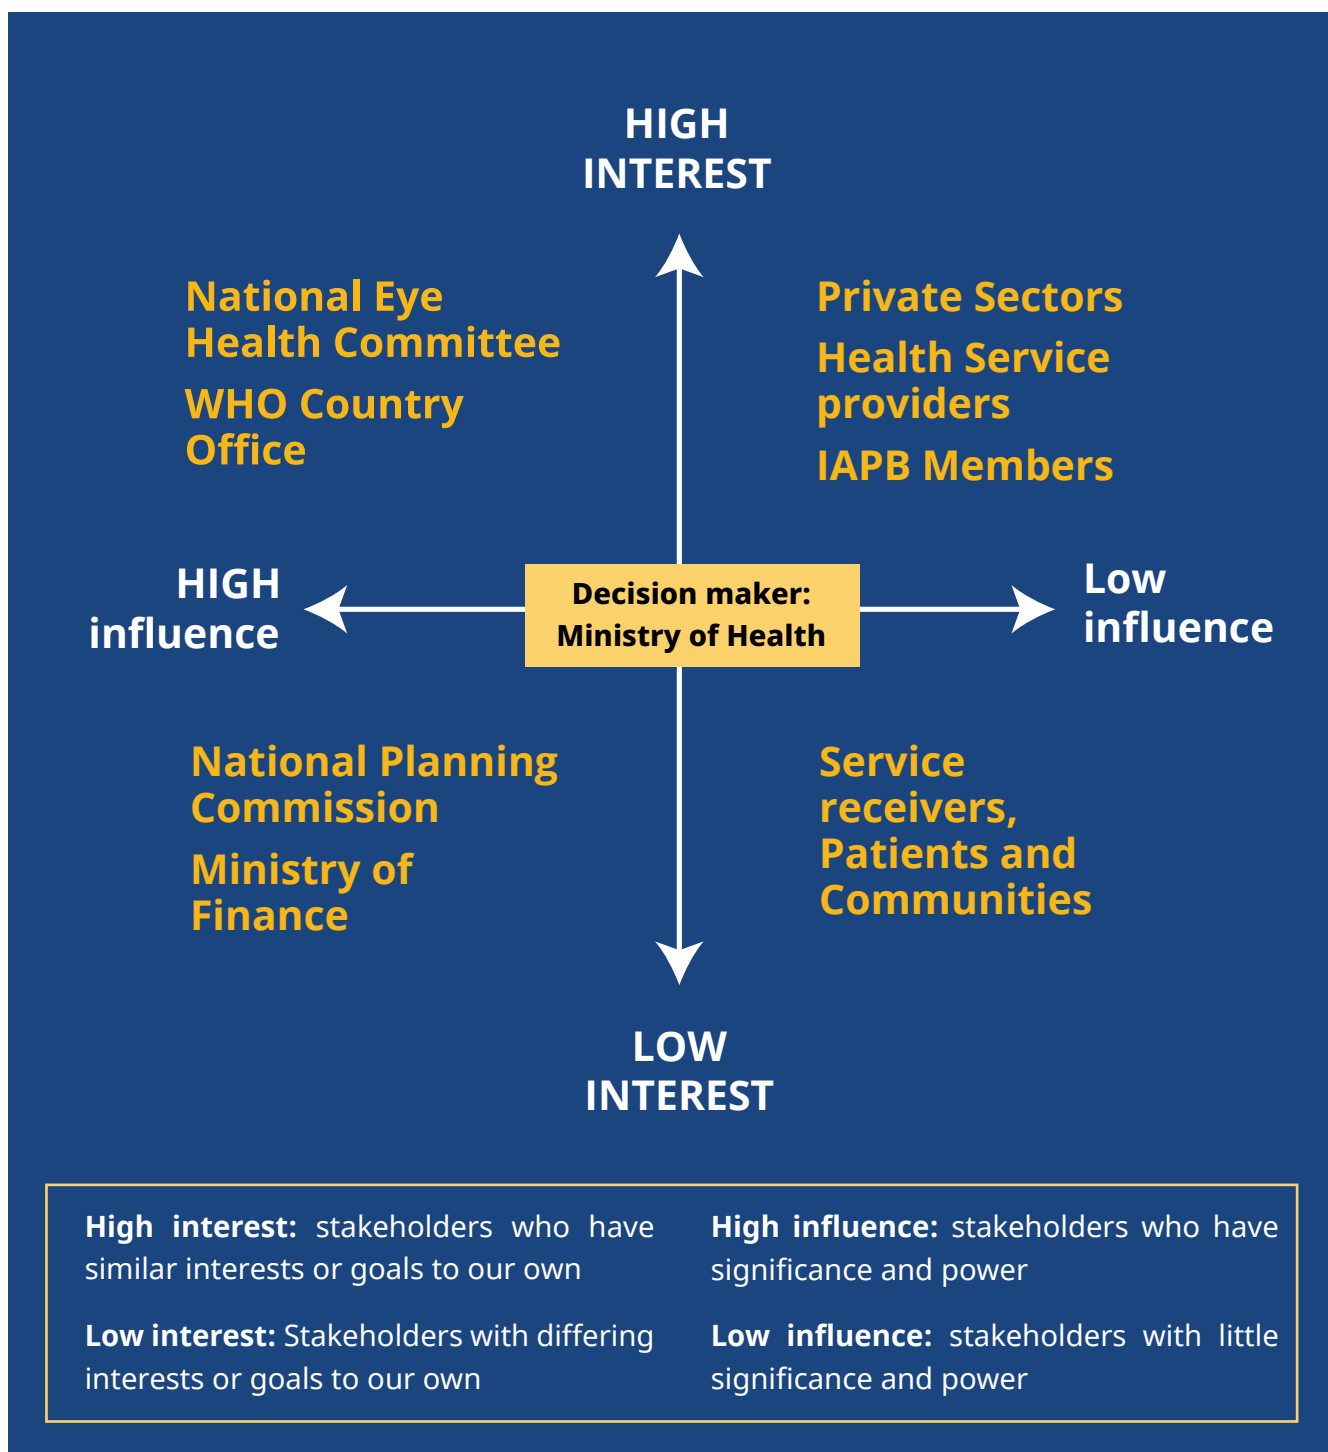 HIGH
INTEREST
National Eye
Health Committee
WHO Country
Office
Private Sectors
Health Service
providers
IAPB Members
HIGH
influence
Decision maker:
Ministry of Health
Low
influence
National Planning
Commission
Ministry of
Finance
Service
receivers,
Patients and
Communities
LOW
INTEREST
High interest: stakeholders who have
similar interests or goals to our own
Low interest: Stakeholders with differing
interests or goals to our own
High influence: stakeholders who have
significance and power
Low influence: stakeholders with little
significance and power